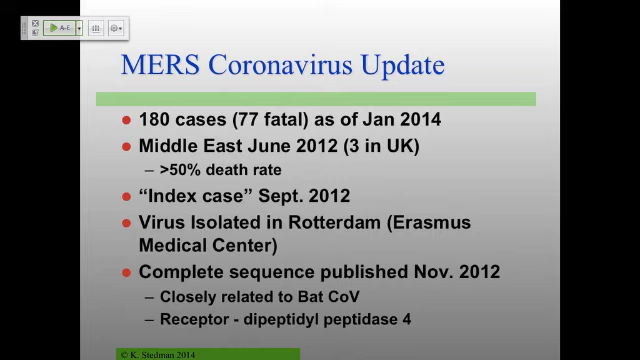 A-E
MERS Coronavirus Update
180 cases (77 fatal) as of Jan 2014
Middle East June 2012 (3 in UK)
– >50% death rate
“Index case” Sept. 2012
Virus Isolated in Rotterdam (Erasmus
Medical Center)
Complete sequence published Nov. 2012
– Closely related to Bat CoV
– Receptor - dipeptidyl peptidase 4
© K. Stedman 2014